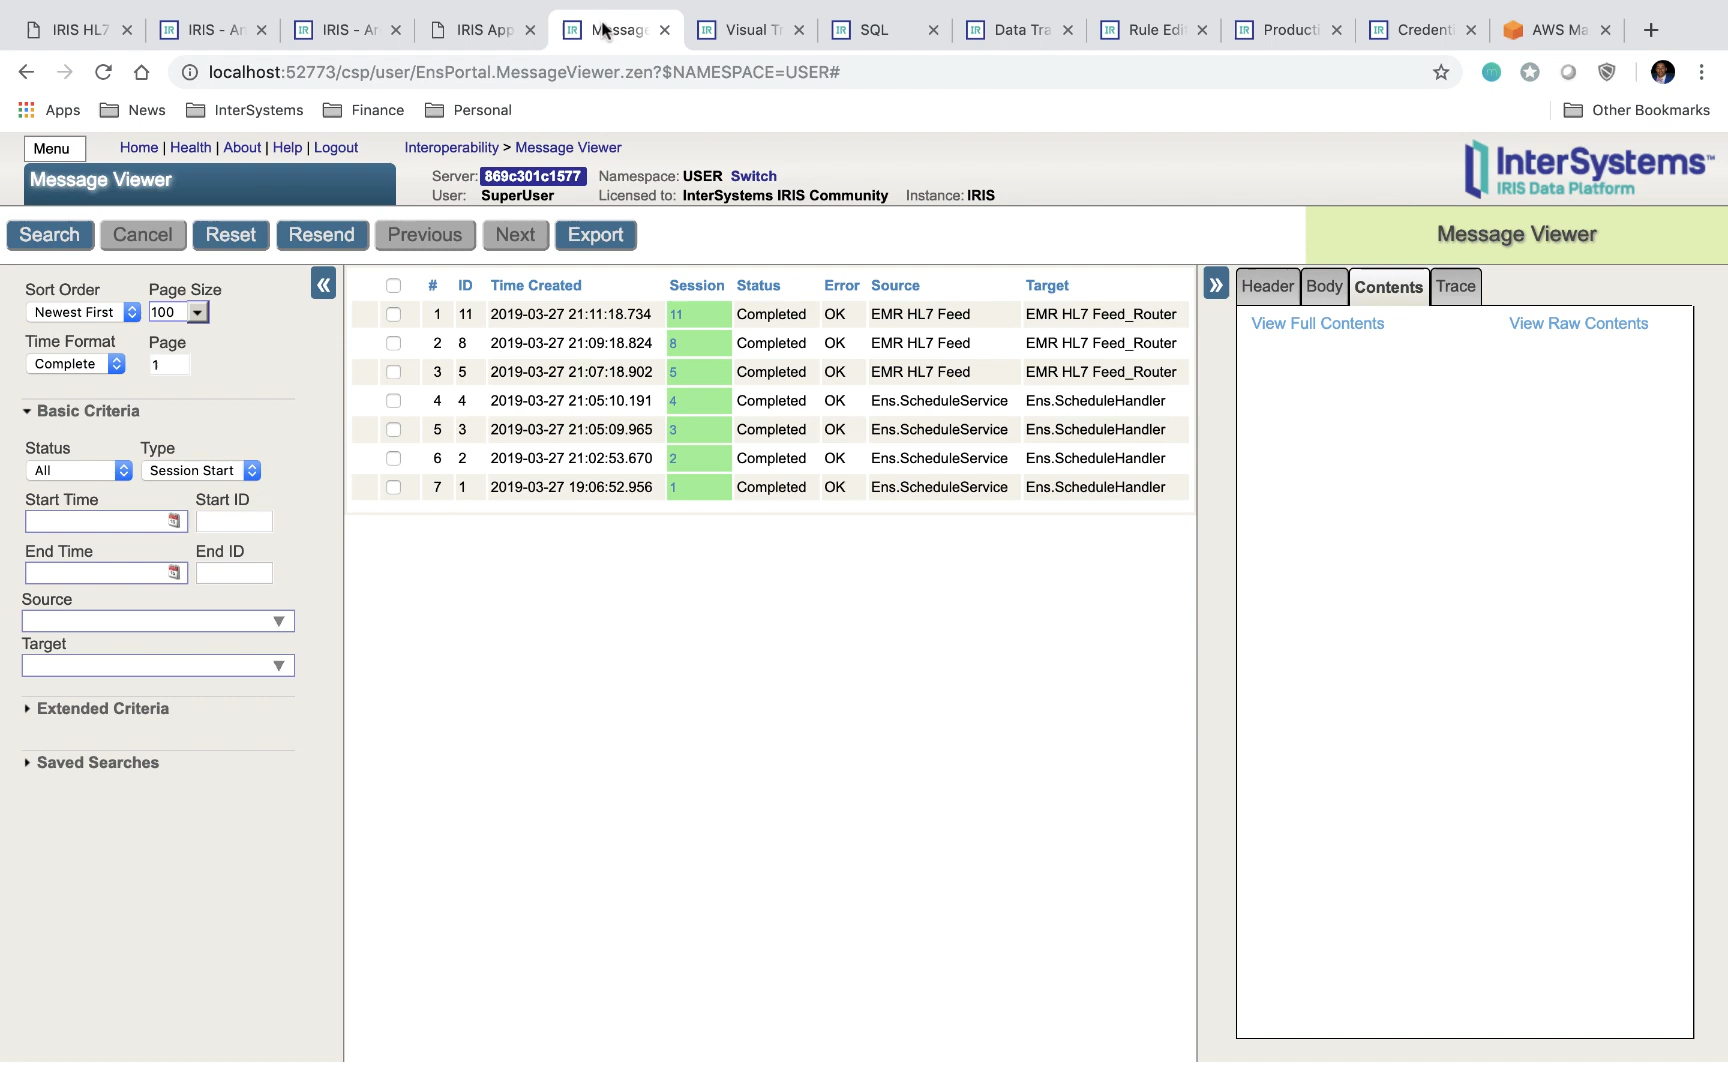 IRIS HL7
IRIS - An
IRIS - Ar
IRIS App
Message
Visual Tr
SQL
Data Tra
Rule Edi
Producti
Credenti
AWS Ma
localhost:52773/csp/user/EnsPortal.MessageViewer.zen?$NAMESPACE=USER#
Apps News InterSystems Finance Personal Other Bookmarks
Menu Home | Health | About | Help | Logout Interoperability > Message Viewer
Message Viewer
Server: 869c301c1577 Namespace: USER Switch
User: SuperUser Licensed to: InterSystems IRIS Community Instance: IRIS
InterSystems™
IRIS Data Platform
Search Cancel Reset Resend Previous Next Export
Message Viewer
Sort Order Page Size
Newest First 100
Time Format Page
Complete 1
Basic Criteria
Status Type
All Session Start
Start Time Start ID
End Time End ID
Source
Target
Extended Criteria
Saved Searches
« 
# ID Time Created Session Status Error Source Target
1 11 2019-03-27 21:11:18.734 11 Completed OK EMR HL7 Feed EMR HL7 Feed_Router
2 8 2019-03-27 21:09:18.824 8 Completed OK EMR HL7 Feed EMR HL7 Feed_Router
3 5 2019-03-27 21:07:18.902 5 Completed OK EMR HL7 Feed EMR HL7 Feed_Router
4 4 2019-03-27 21:05:10.191 4 Completed OK Ens.ScheduleService Ens.ScheduleHandler
5 3 2019-03-27 21:05:09.965 3 Completed OK Ens.ScheduleService Ens.ScheduleHandler
6 2 2019-03-27 21:02:53.670 2 Completed OK Ens.ScheduleService Ens.ScheduleHandler
7 1 2019-03-27 19:06:52.956 1 Completed OK Ens.ScheduleService Ens.ScheduleHandler
»
Header Body Contents Trace
View Full Contents View Raw Contents